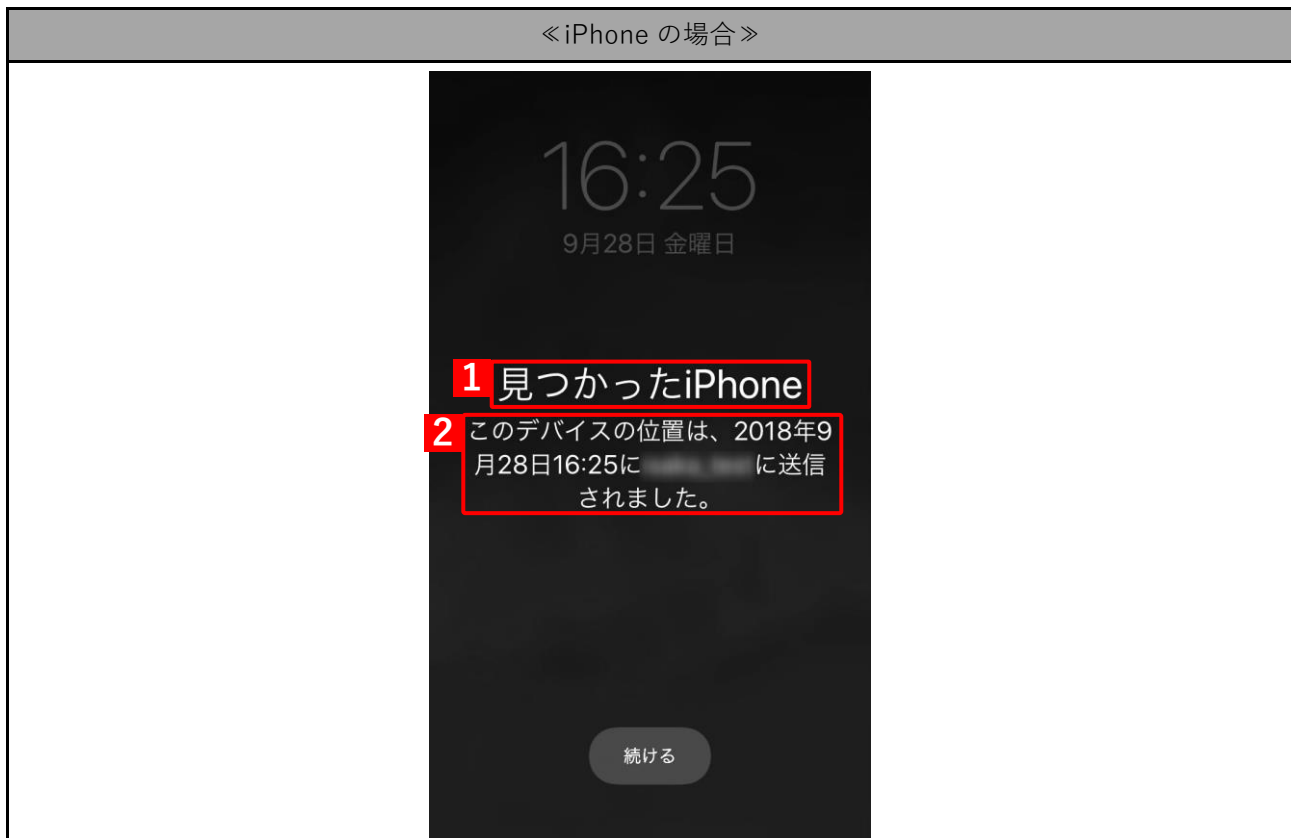 ≪iPhone の場合≫
16:25
9月28日 金曜日
1 見つかったiPhone
2 このデバイスの位置は、2018年9
月28日16:25に に送信
されました。
続ける